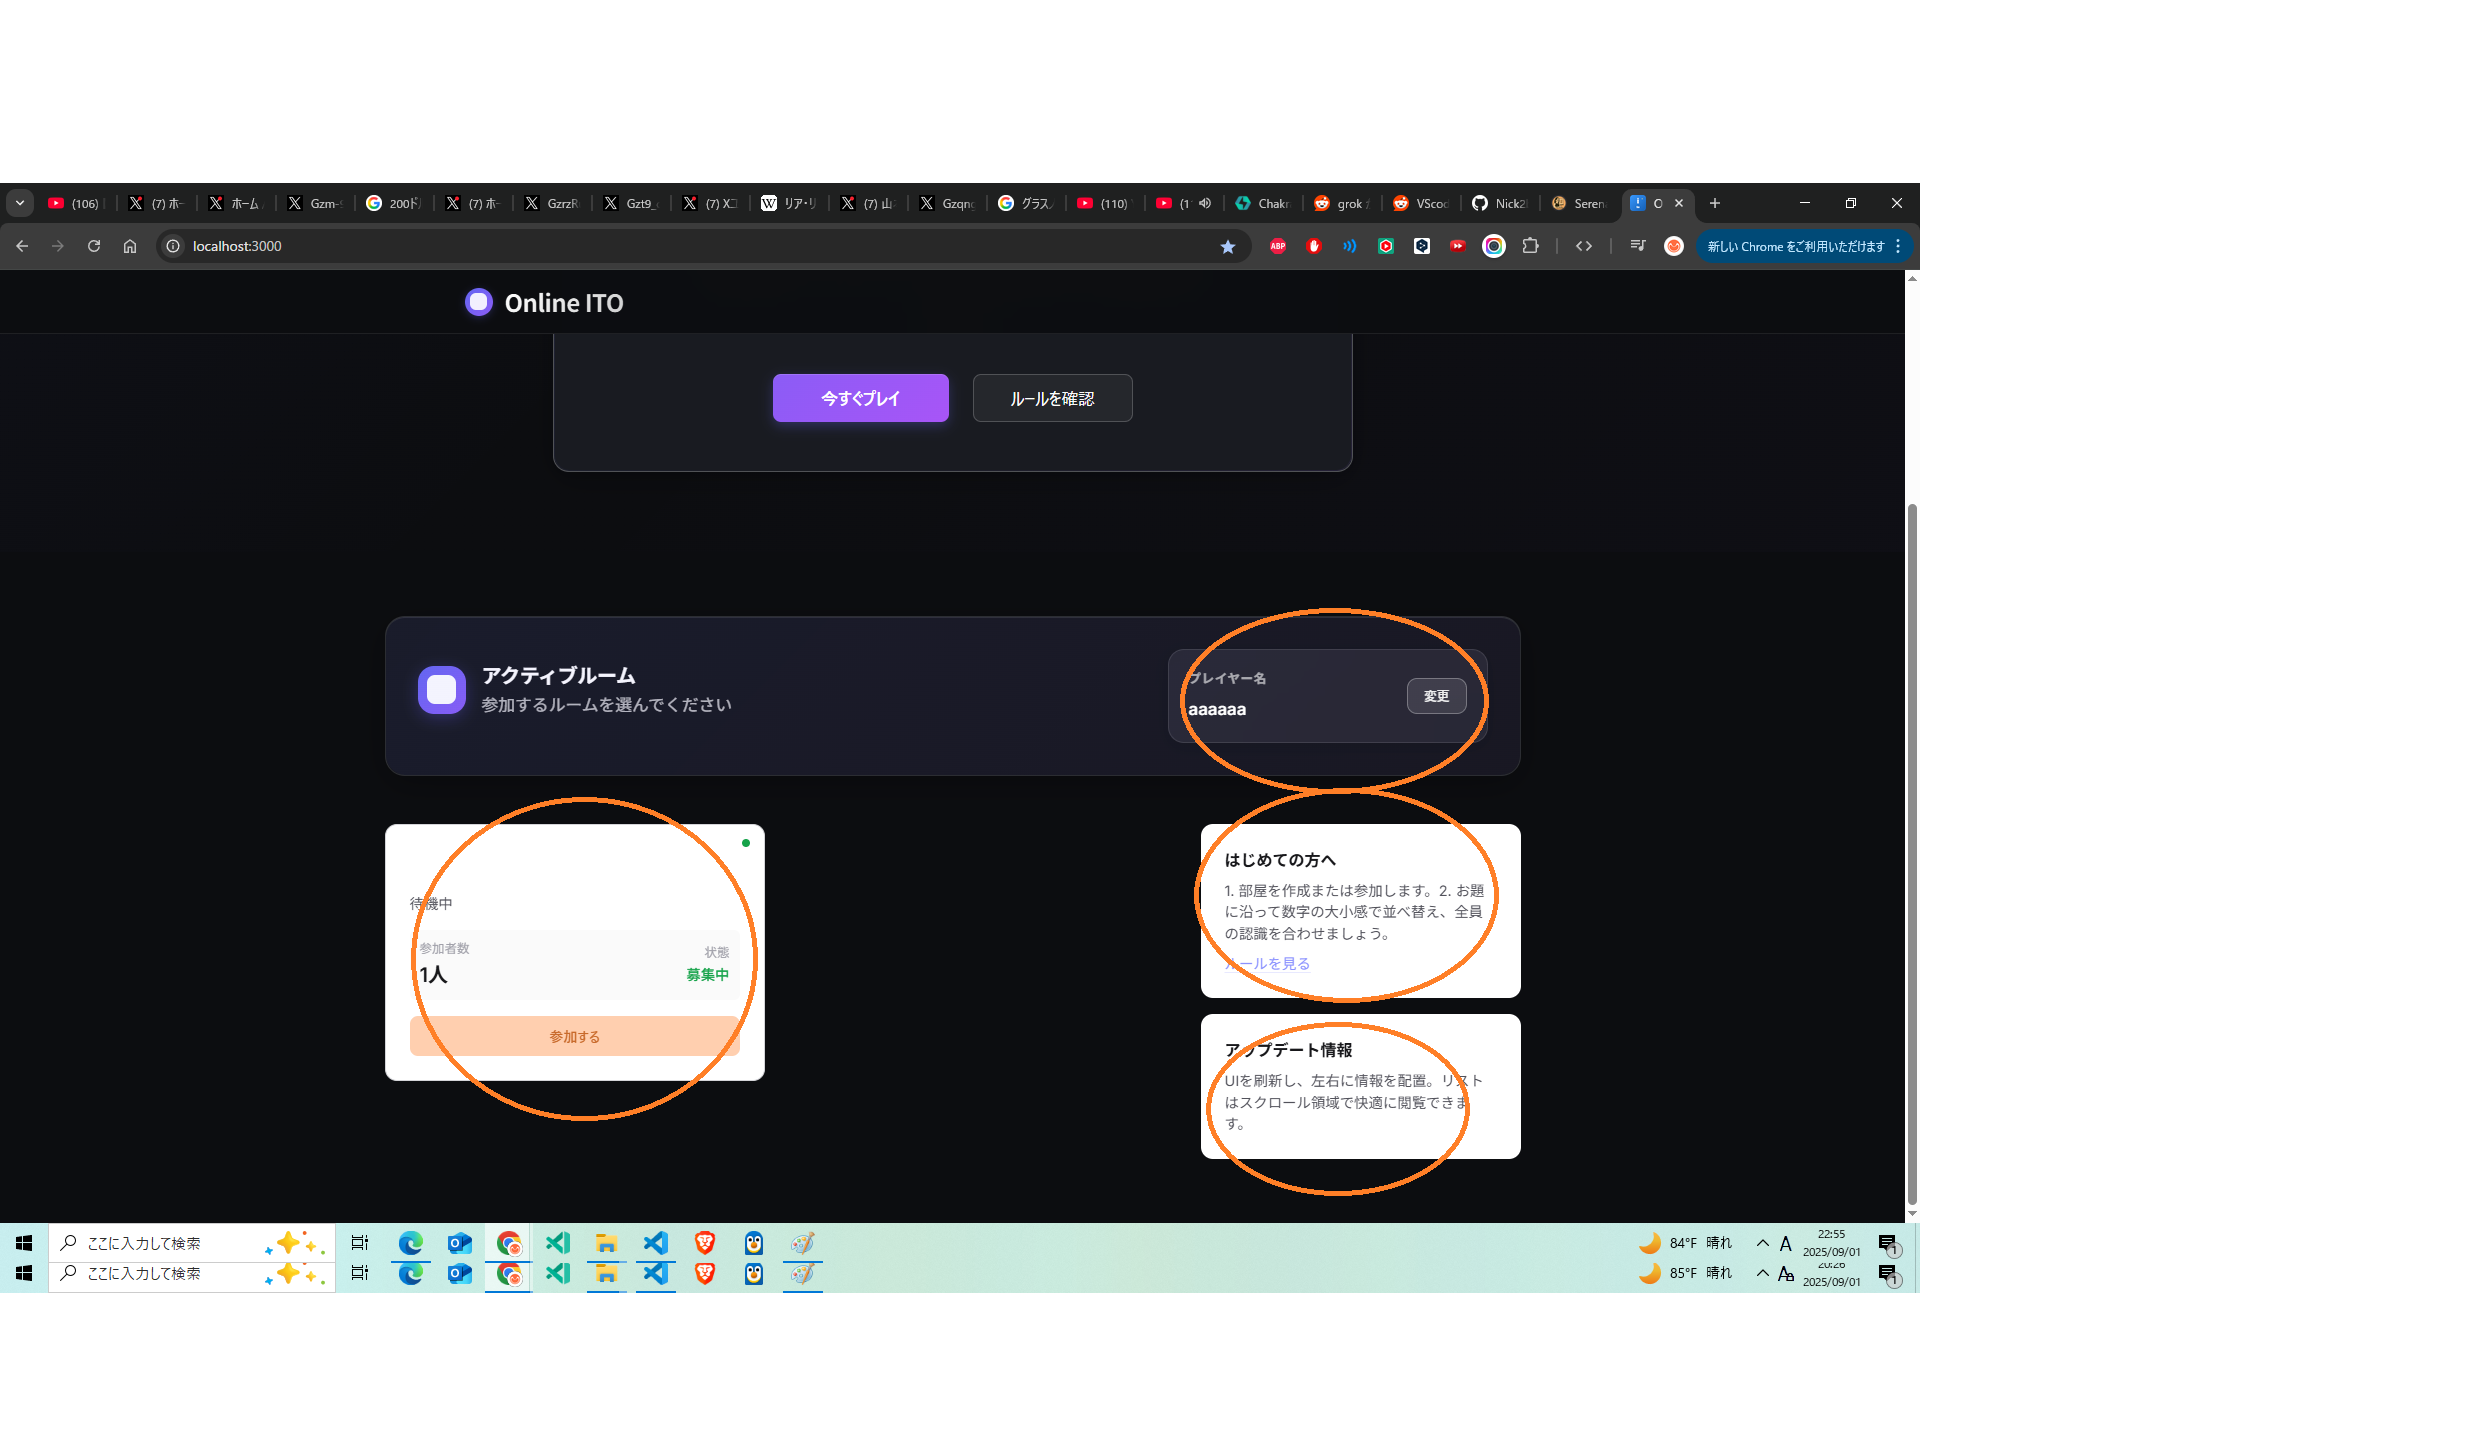 (106)
(7) ホー
ホーム
Gzm-
200ド
(7) ホー
GzrzR
Gzt9_
(7) Xユ
リア・リ
(7) 山
Gzqng
グラス
(110)
(1
Chakr
grok
VScod
Nick2
Seren
O
localhost:3000
ABP
新しい Chrome をご利用いただけます
Online ITO
今すぐプレイ
ルールを確認
アクティブルーム
参加するルームを選んでください
プレイヤー名
aaaaaa
変更
待機中
参加者数
状態
1人
募集中
参加する
はじめての方へ
1. 部屋を作成または参加します。2. お題
に沿って数字の大小感で並べ替え、全員
の認識を合わせましょう。
ルールを見る
アップデート情報
UIを刷新し、左右に情報を配置。リスト
はスクロール領域で快適に閲覧できま
す。
ここに入力して検索
84°F 晴れ
A
22:55
2025/09/01
1
ここに入力して検索
85°F 晴れ
20:26
2025/09/01
1